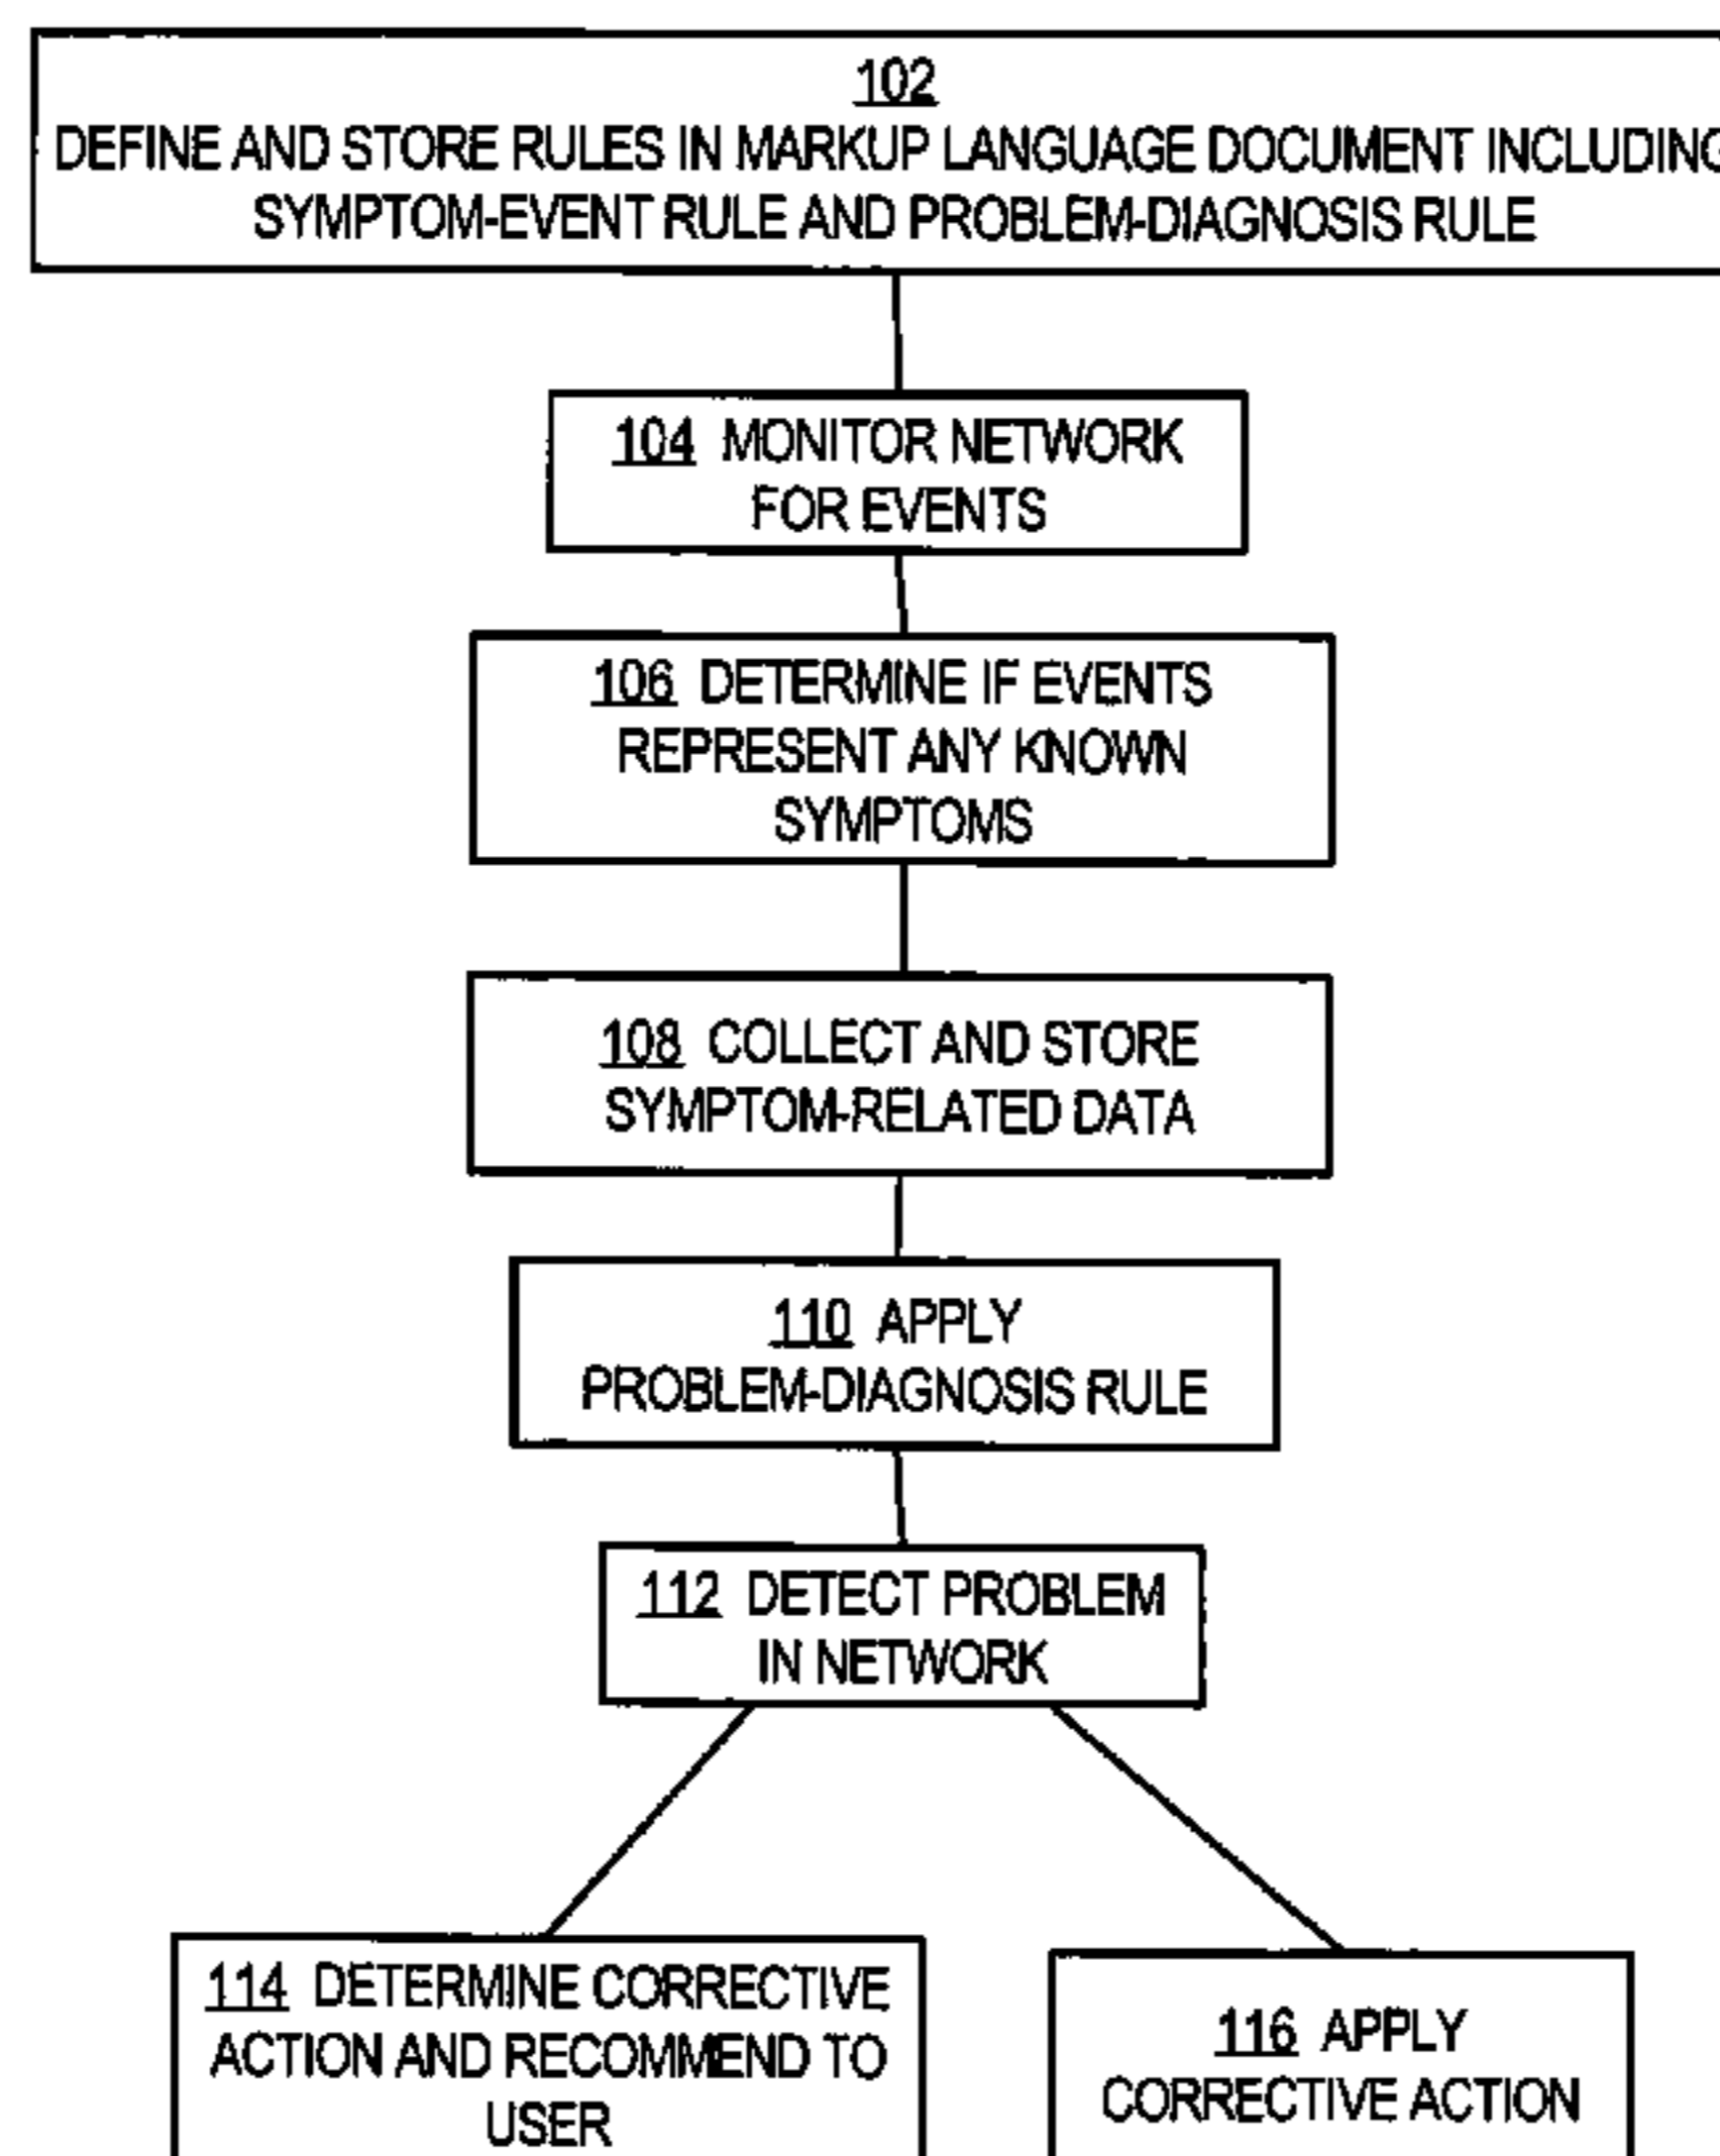 102
DEFINE AND STORE RULES IN MARKUP LANGUAGE DOCUMENT INCLUDING
SYMPTOM-EVENT RULE AND PROBLEM-DIAGNOSIS RULE
104 MONITOR NETWORK
FOR EVENTS
106 DETERMINE IF EVENTS
REPRESENT ANY KNOWN
SYMPTOMS
108 COLLECT AND STORE
SYMPTOM-RELATED DATA
110 APPLY
PROBLEM-DIAGNOSIS RULE
112 DETECT PROBLEM
IN NETWORK
114 DETERMINE CORRECTIVE
ACTION AND RECOMMEND TO
USER
116 APPLY
CORRECTIVE ACTION